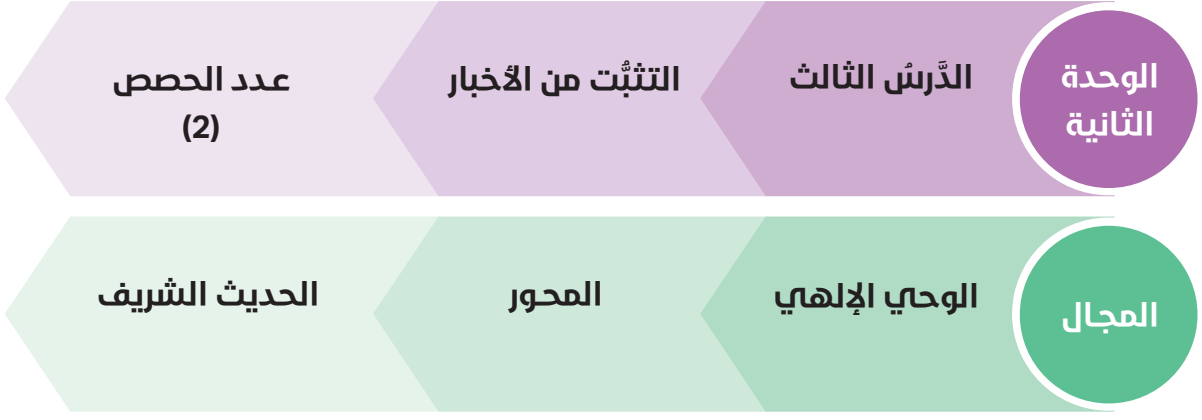 الوحدة
الثانية
الدَّرسُ الثالث
التثبُّت من الأخبار
عدد الحصص
(2)
المجال
الوحي الإلهي
المحور
الحديث الشريف